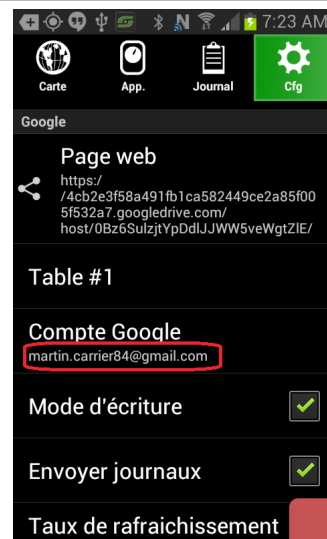 7:23 AM
Carte
App.
Journal
Cfg
Google
Page web
https:/
/4cb2e3f58a491fb1ca582449ce2a85f00
5f532a7.googledrive.com/
host/0Bz6SulzjtYpDdlJJWW5veWgtZlE/
Table #1
Compte Google
martin.carrier84@gmail.com
Mode d'écriture
Envoyer journaux
Taux de rafraichissement